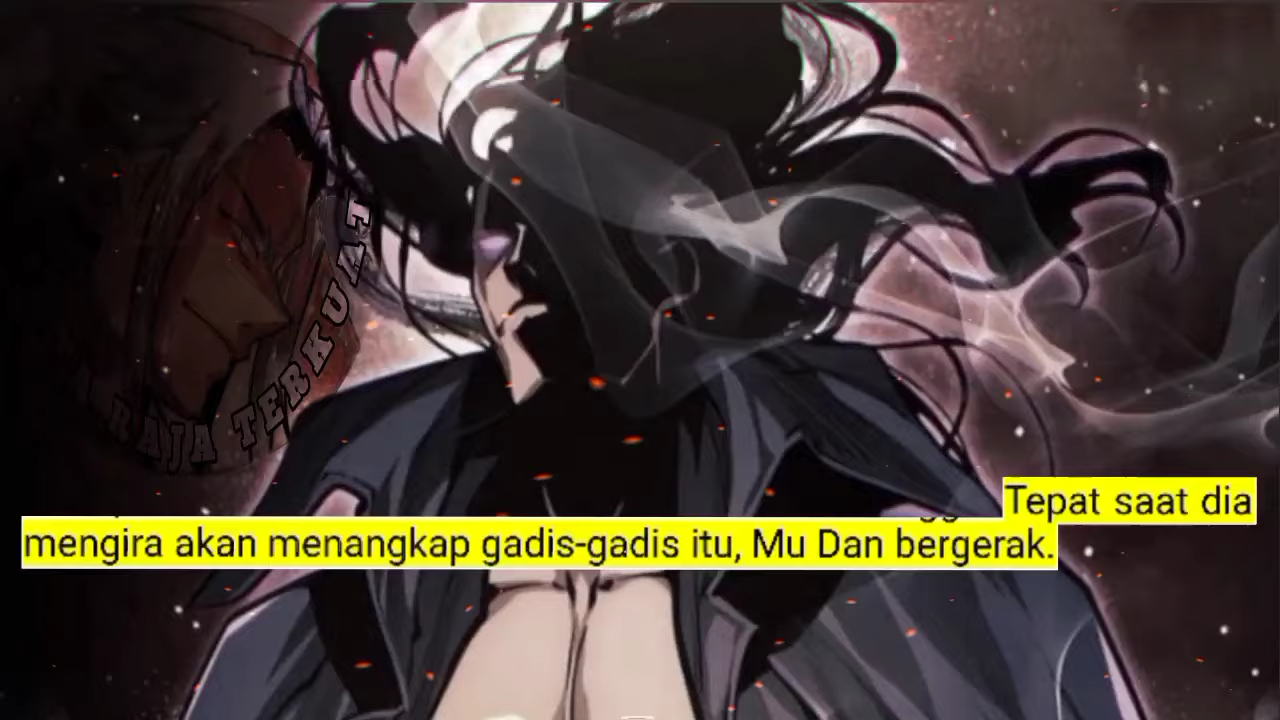 RAJA TERKUAT
Tepat saat dia
mengira akan menangkap gadis-gadis itu, Mu Dan bergerak.